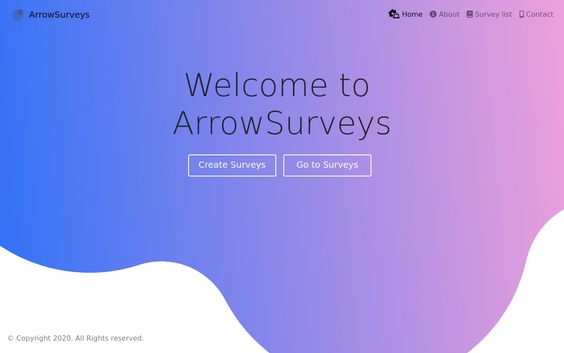 ArrowSurveys
Home About Survey list Contact
Welcome to
ArrowSurveys
Create Surveys Go to Surveys
© Copyright 2020. All Rights reserved.